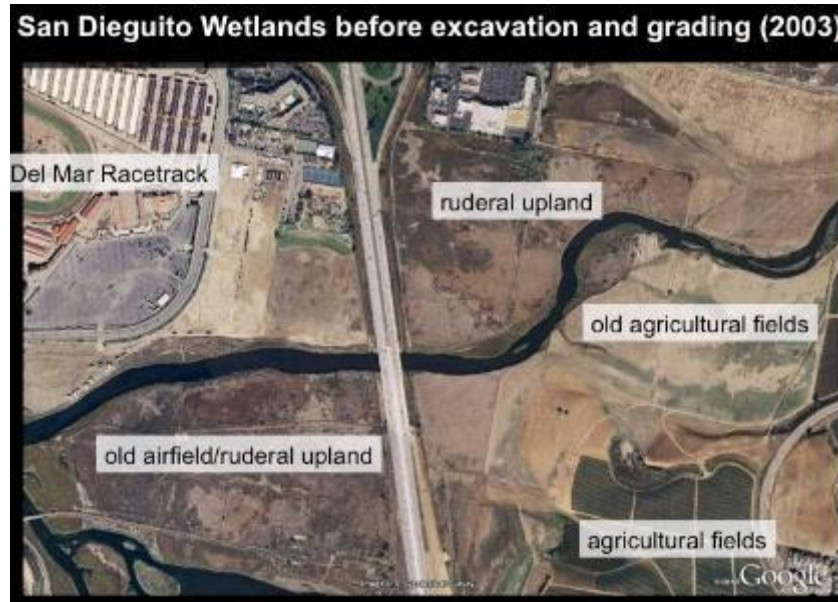 San Dieguito Wetlands before excavation and grading (2003)
Del Mar Racetrack
ruderal upland
old agricultural fields
old airfield/ruderal upland
agricultural fields
Google